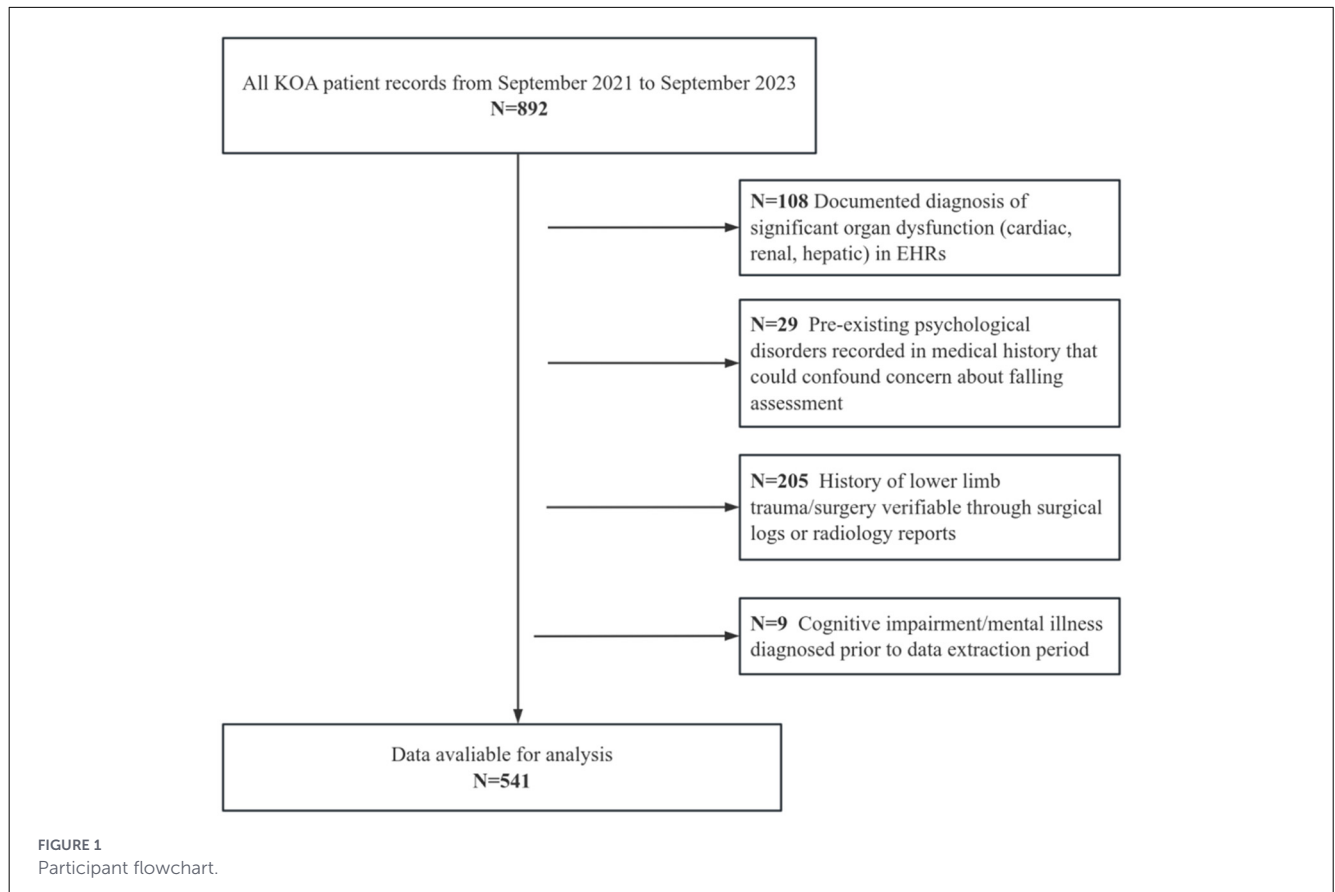 All KOA patient records from September 2021 to September 2023
N=892
N=108 Documented diagnosis of
significant organ dysfunction (cardiac,
renal, hepatic) in EHRs
N=29 Pre-existing psychological
disorders recorded in medical history that
could confound concern about falling
assessment
N=205 History of lower limb
trauma/surgery verifiable through surgical
logs or radiology reports
N=9 Cognitive impairment/mental illness
diagnosed prior to data extraction period
Data avaliable for analysis
N=541
FIGURE 1
Participant flowchart.